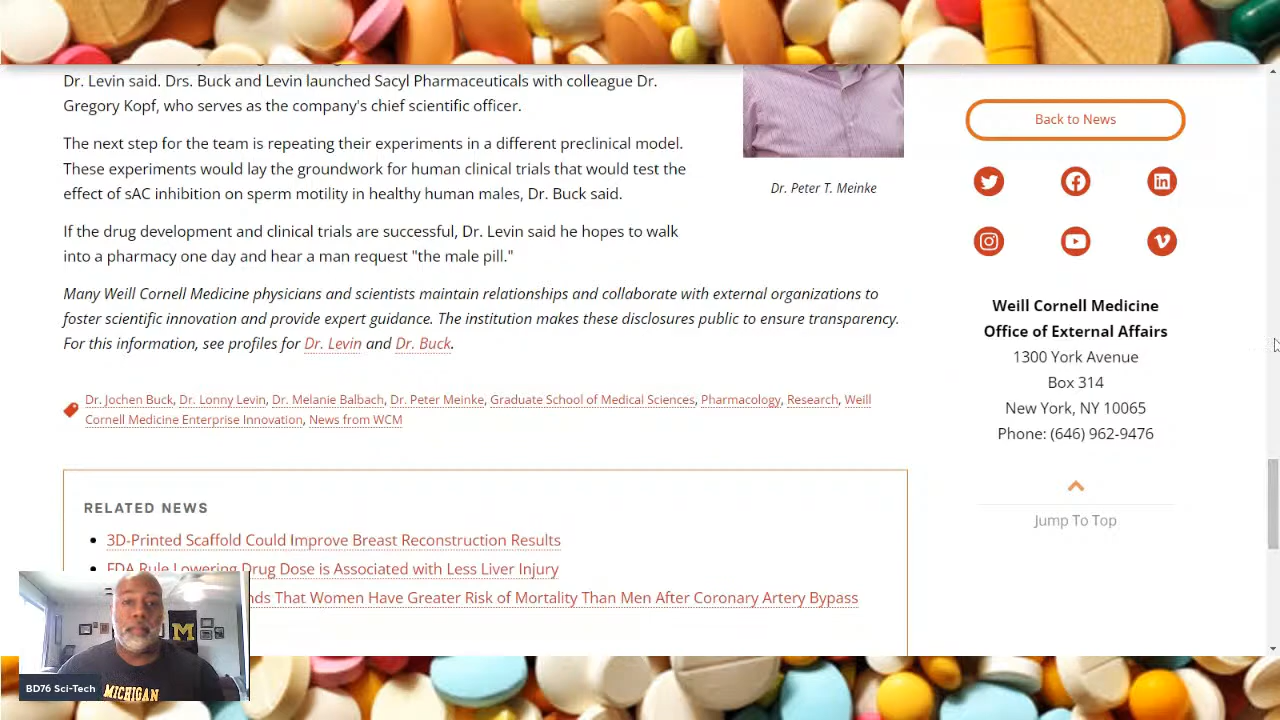 Dr. Levin said. Drs. Buck and Levin launched Sacyl Pharmaceuticals with colleague Dr.
Gregory Kopf, who serves as the company's chief scientific officer.
The next step for the team is repeating their experiments in a different preclinical model.
These experiments would lay the groundwork for human clinical trials that would test the
effect of sAC inhibition on sperm motility in healthy human males, Dr. Buck said.
If the drug development and clinical trials are successful, Dr. Levin said he hopes to walk
into a pharmacy one day and hear a man request "the male pill."
Many Weill Cornell Medicine physicians and scientists maintain relationships and collaborate with external organizations to
foster scientific innovation and provide expert guidance. The institution makes these disclosures public to ensure transparency.
For this information, see profiles for Dr. Levin and Dr. Buck.
Dr. Jochen Buck, Dr. Lonny Levin, Dr. Melanie Balbach, Dr. Peter Meinke, Graduate School of Medical Sciences, Pharmacology, Research, Weill
Cornell Medicine Enterprise Innovation, News from WCM
RELATED NEWS
3D-Printed Scaffold Could Improve Breast Reconstruction Results
FDA Rule Lowering Drug Dose is Associated with Less Liver Injury
That Women Have Greater Risk of Mortality Than Men After Coronary Artery Bypass
Dr. Peter T. Meinke
Back to News
Weill Cornell Medicine
Office of External Affairs
1300 York Avenue
Box 314
New York, NY 10065
Phone: (646) 962-9476
Jump To Top
M
MICHIGAN
BD76 Sci-Tech